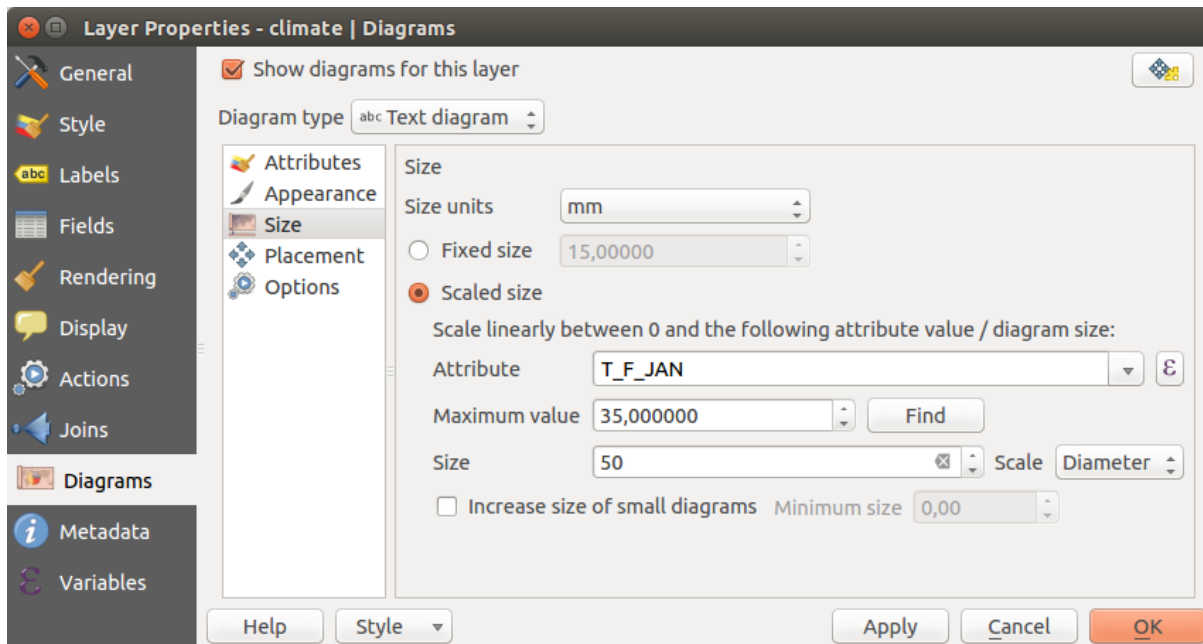 Layer Properties - climate | Diagrams
General
Style
abc Labels
Fields
Rendering
Display
Actions
Joins
Diagrams
Metadata
Variables
Show diagrams for this layer
Diagram type abc Text diagram
Attributes
Appearance
Size
Placement
Options
Size
Size units mm
Fixed size 15,00000
Scaled size
Scale linearly between 0 and the following attribute value / diagram size:
Attribute T_F_JAN ε
Maximum value 35,000000 Find
Size 50 Scale Diameter
Increase size of small diagrams Minimum size 0,00
Help Style Apply Cancel OK